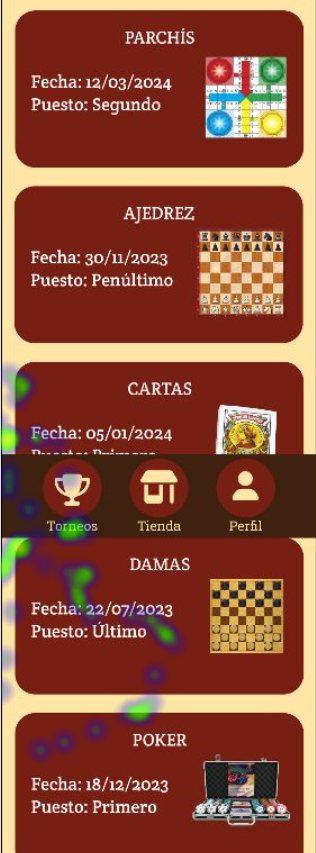 PARCHÍS
Fecha: 12/03/2024
Puesto: Segundo
AJEDREZ
Fecha: 30/11/2023
Puesto: Penúltimo
CARTAS
Fecha: 05/01/2024
Puesto: Primero
Torneos
Tienda
Perfil
DAMAS
Fecha: 22/07/2023
Puesto: Último
POKER
Fecha: 18/12/2023
Puesto: Primero